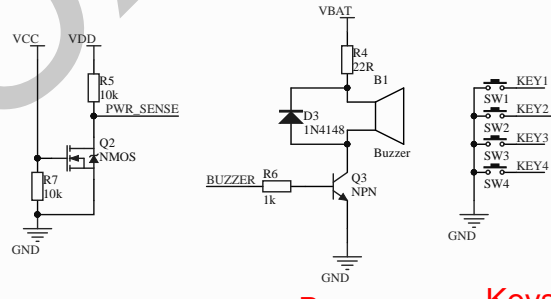 VCC
VDD
R5
10k
PWR_SENSE
Q2
NMOS
R7
10k
GND
VBAT
R4
22R
B1
D3
1N4148
Buzzer
BUZZER
R6
1k
Q3
NPN
GND
KEY1
SW1
KEY2
SW2
KEY3
SW3
KEY4
SW4
GND